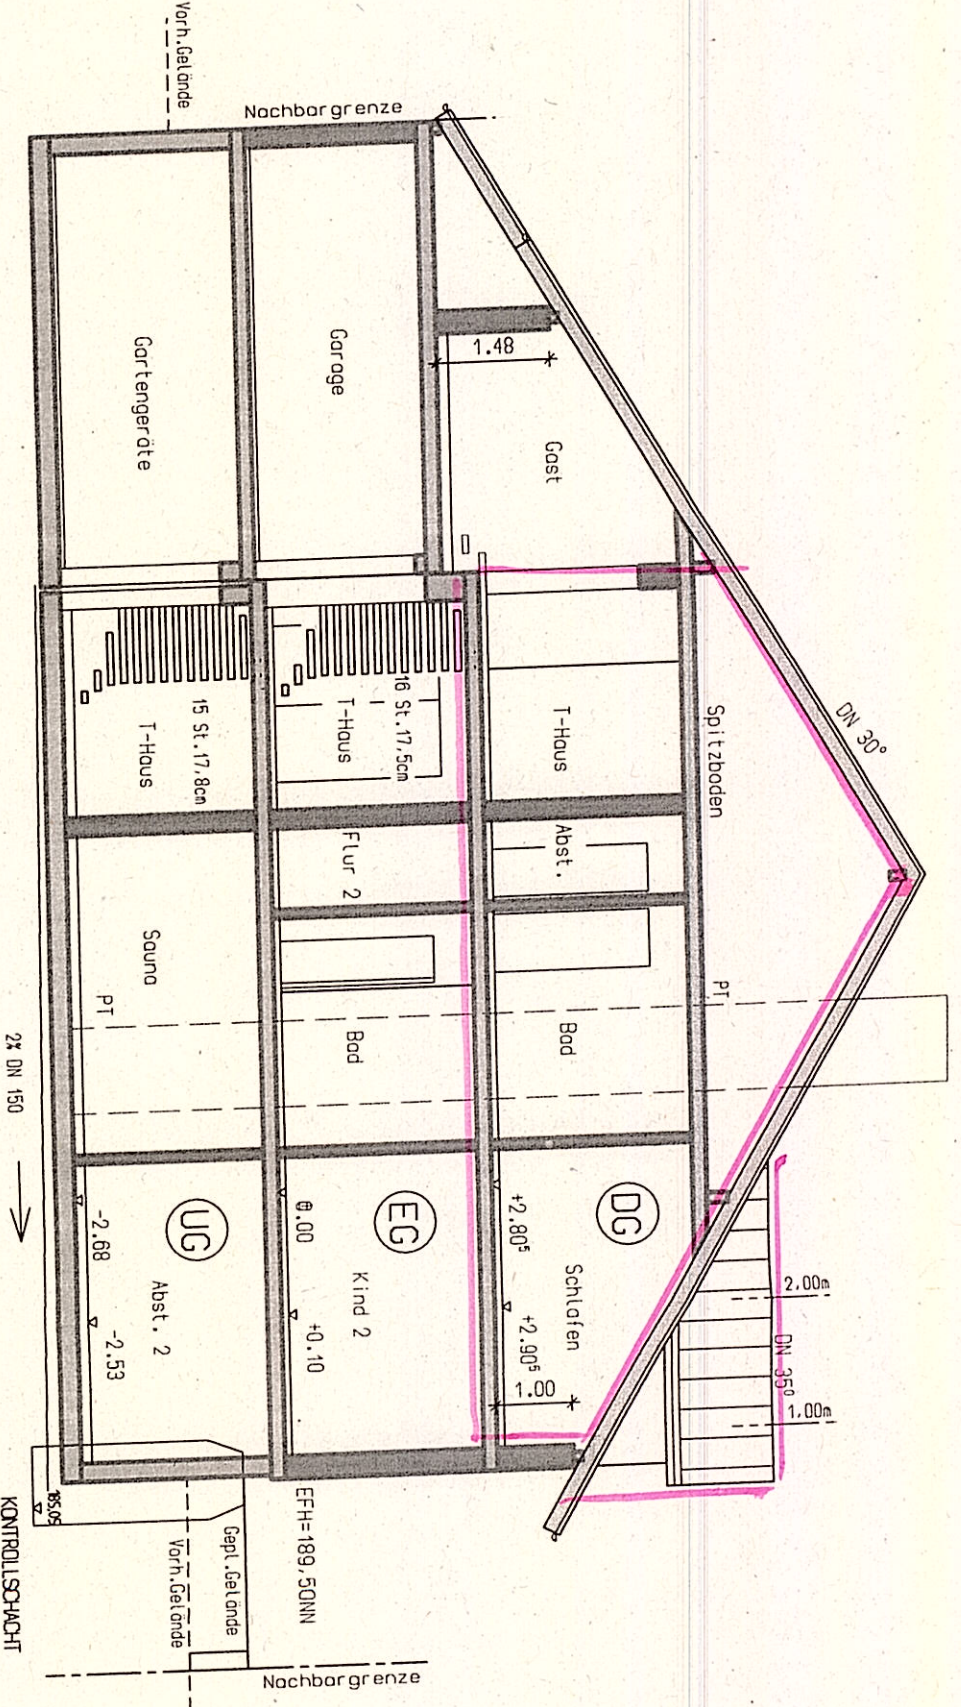 DN 30°
Spitzboden
PT
2.00m
DN 35°
1.00m
Nachbargrenze
1.48
Gast
T-Haus
Abst.
Bad
DG
+2.80⁵
+2.90⁵
Schlafen
1.00
Garage
16 St.17,5cm
T-Haus
Flur 2
Bad
EG
0.00
+0.10
Kind 2
EFH=189,50NN
Vorh.Gelände
Gartengeräte
15 St.17,8cm
T-Haus
Sauna
PT
UG
-2.68
-2.53
Abst. 2
Gepl.Gelände
Vorh.Gelände
Nachbargrenze
2% DN 150
KONTROLLSCHACHT